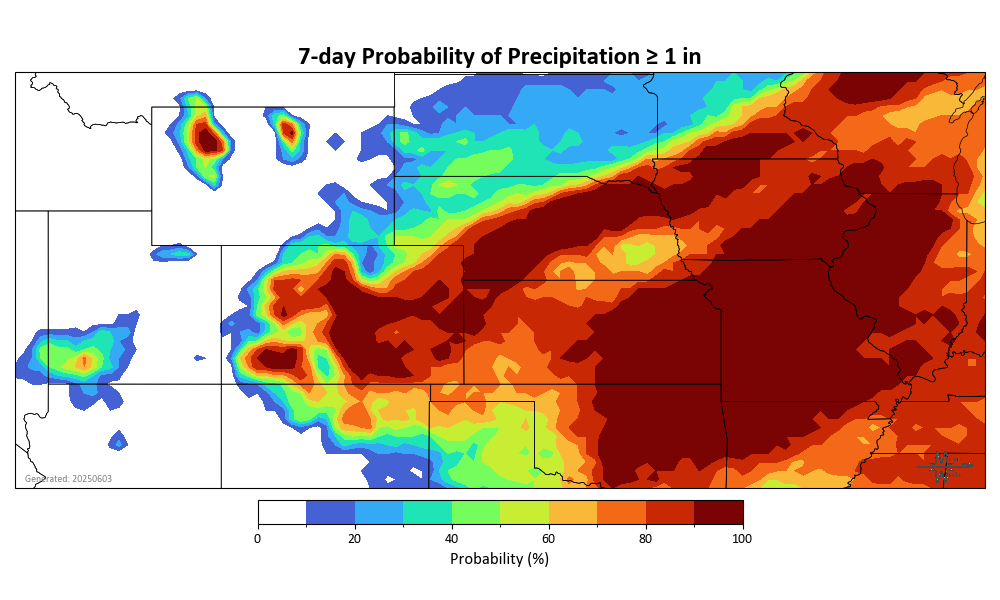 7-day Probability of Precipitation ≥ 1 in
Generated: 20250603
0 20 40 60 80 100
Probability (%)